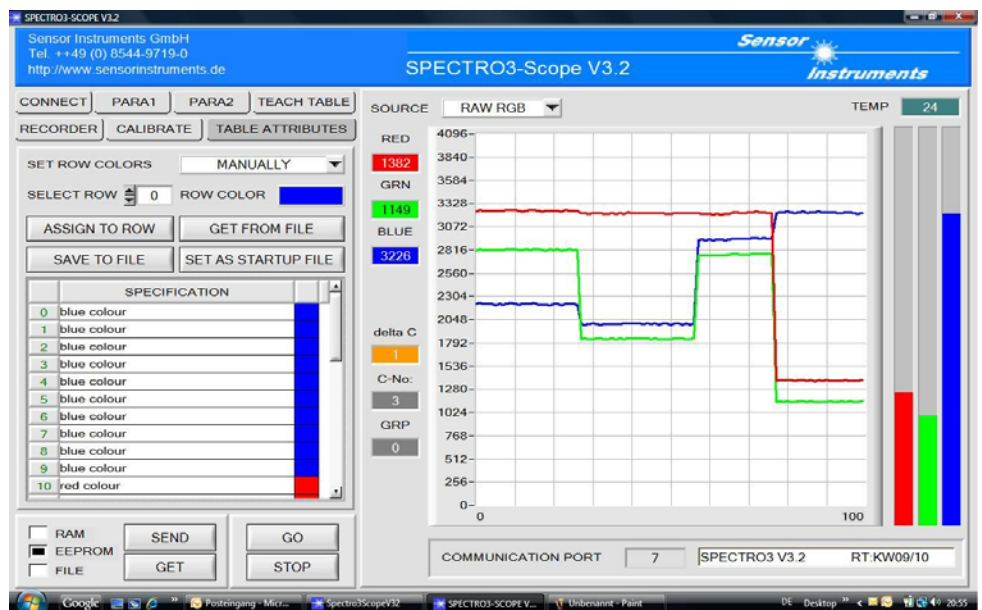 SPECTRO3-SCOPE V3.2
Sensor Instruments GmbH
Tel. ++49 (0) 8544-9719-0
http://www.sensorinstruments.de
SPECTRO3-Scope V3.2
Sensor
Instruments
CONNECT PARA1 PARA2 TEACH TABLE
RECORDER CALIBRATE TABLE ATTRIBUTES
SET ROW COLORS MANUALLY
SELECT ROW 0 ROW COLOR
ASSIGN TO ROW GET FROM FILE
SAVE TO FILE SET AS STARTUP FILE
SPECIFICATION
0 blue colour
1 blue colour
2 blue colour
3 blue colour
4 blue colour
5 blue colour
6 blue colour
7 blue colour
8 blue colour
9 blue colour
10 red colour
RAM
EEPROM
FILE
SEND GO
GET STOP
SOURCE RAW RGB TEMP 24
RED
1382
GRN
1149
BLUE
3226
delta C
1
C-No:
3
GRP
0
4096-
3840-
3584-
3328-
3072-
2816-
2560-
2304-
2048-
1792-
1536-
1280-
1024-
768-
512-
256-
0-
0 100
COMMUNICATION PORT 7 SPECTRO3 V3.2 RT:KW09/10
Google » Posteingang - Micr... Spectro3ScopeV32 SPECTRO3-SCOPE V... Unbenannt - Paint DE Desktop » 20:55